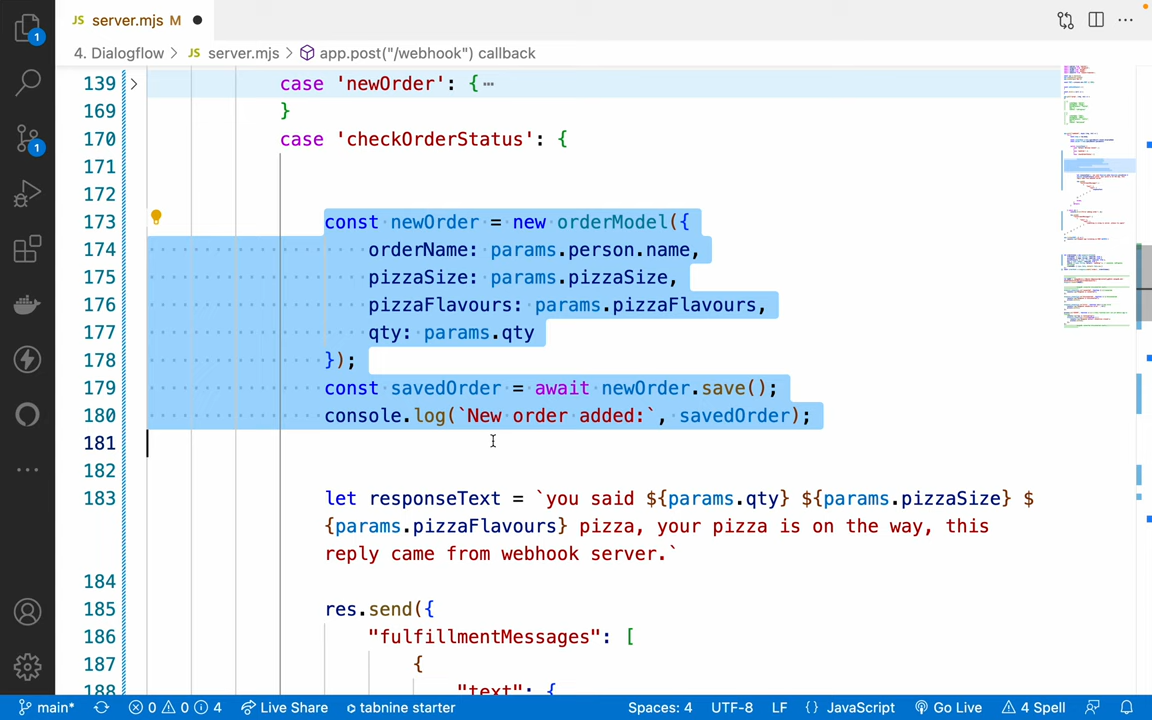 JS server.mjs M
4. Dialogflow > JS server.mjs > app.post("/webhook") callback
139 > case 'newOrder': {…
169 }
170 case 'checkOrderStatus': {
171
172
173 const newOrder = new orderModel({
174 orderName: params.person.name,
175 pizzaSize: params.pizzaSize,
176 pizzaFlavours: params.pizzaFlavours,
177 qty: params.qty
178 });
179 const savedOrder = await newOrder.save();
180 console.log(`New order added:`, savedOrder);
181
182
183 let responseText = `you said ${params.qty} ${params.pizzaSize} $
{params.pizzaFlavours} pizza, your pizza is on the way, this
reply came from webhook server.`
184
185 res.send({
186 "fulfillmentMessages": [
187 {
188 "text": {
1
1
main* 0 0 4 Live Share tabnine starter Spaces: 4 UTF-8 LF {} JavaScript Go Live 4 Spell